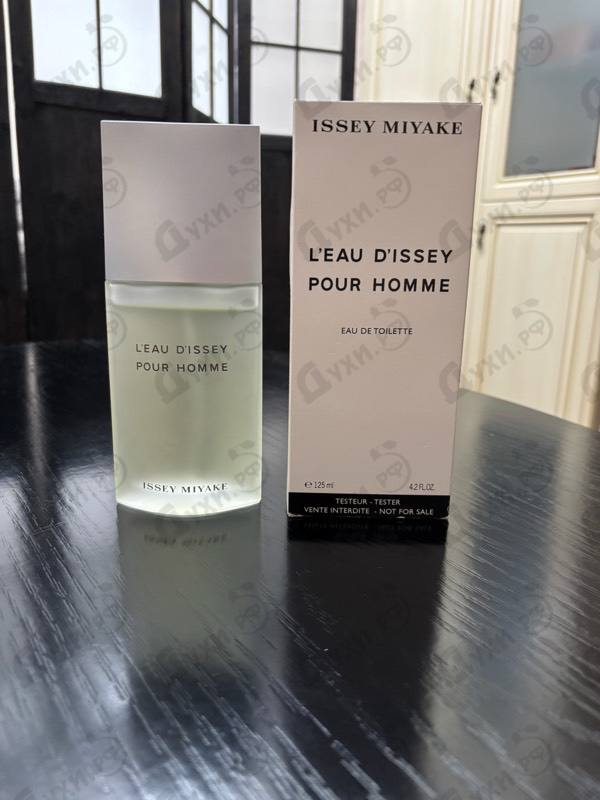 ISSEY MIYAKE
L'EAU D'ISSEY
POUR HOMME
EAU DE TOILETTE
℮ 125 ml 4.2 FL.OZ.
TESTEUR - TESTER
VENTE INTERDITE - NOT FOR SALE
L'EAU D'ISSEY
POUR HOMME
ISSEY MIYAKE
Духи.рф